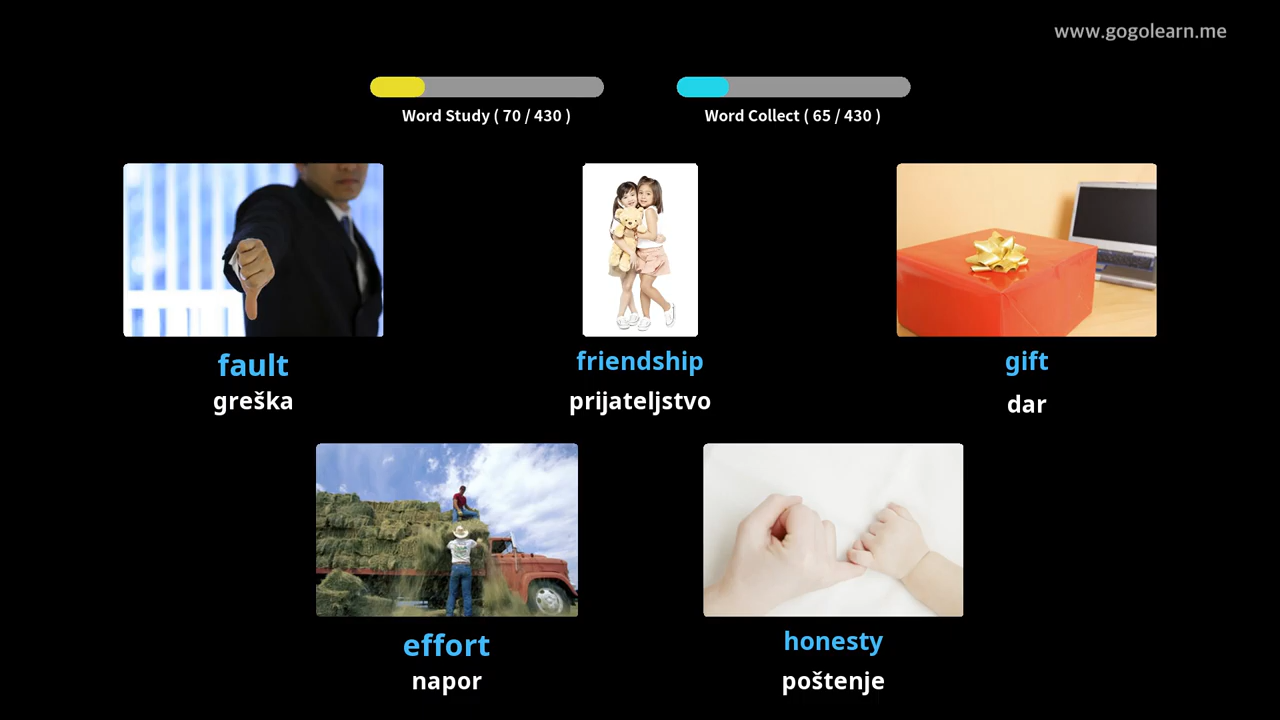 www.gogolearn.me
Word Study ( 70 / 430 )
Word Collect ( 65 / 430 )
fault
greška
friendship
prijateljstvo
gift
dar
effort
napor
honesty
poštenje